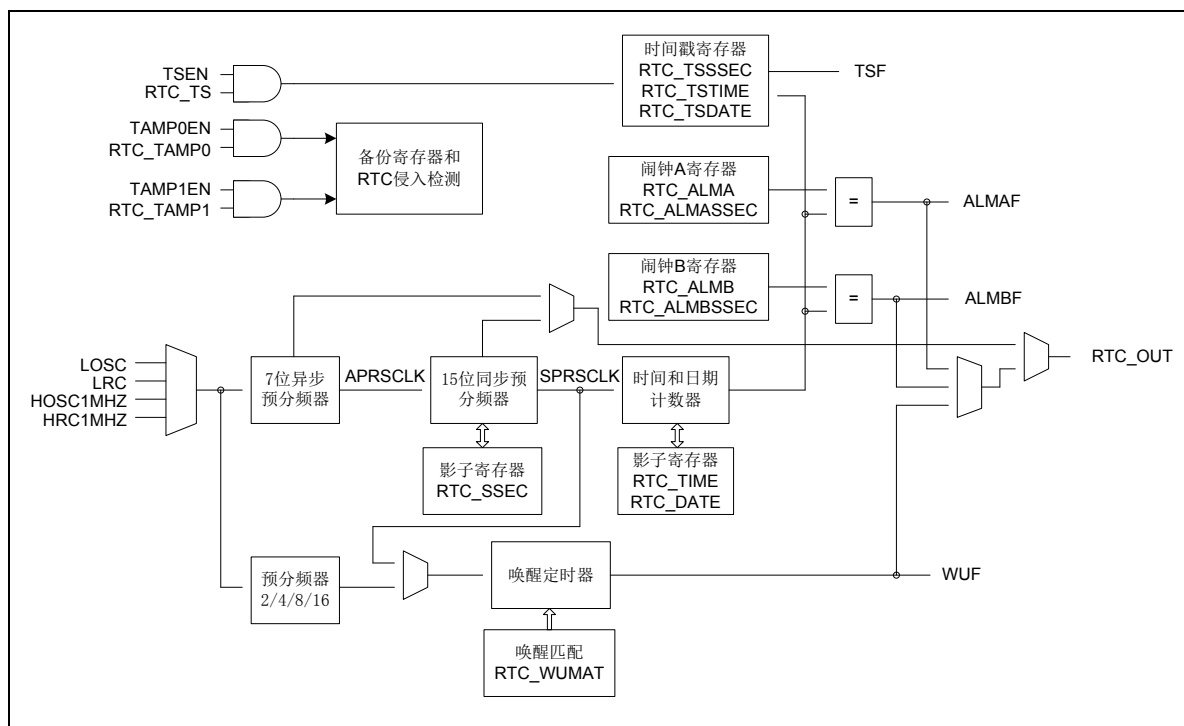 TSEN
RTC_TS
时间戳寄存器
RTC_TSSSEC
RTC_TSTIME
RTC_TSDATE
TSF
TAMP0EN
RTC_TAMP0
TAMP1EN
RTC_TAMP1
备份寄存器和
RTC侵入检测
闹钟A寄存器
RTC_ALMA
RTC_ALMASSEC
=
ALMAF
闹钟B寄存器
RTC_ALMB
RTC_ALMBSSEC
=
ALMBF
RTC_OUT
LOSC
LRC
HOSC1MHZ
HRC1MHZ
7位异步
预分频器
APRSCLK
15位同步预
分频器
SPRSCLK
时间和日期
计数器
影子寄存器
RTC_SSEC
影子寄存器
RTC_TIME
RTC_DATE
预分频器
2/4/8/16
唤醒定时器
WUF
唤醒匹配
RTC_WUMAT